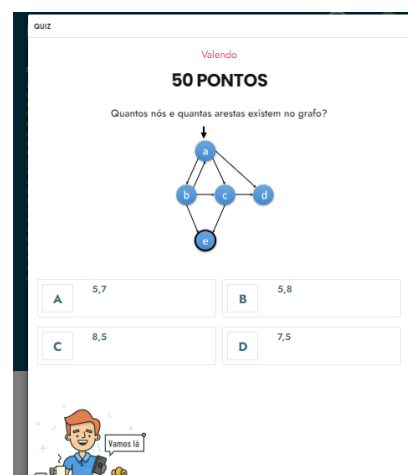 QUIZ
Valendo
50 PONTOS
Quantos nós e quantas arestas existem no grafo?
a
b
c
d
e
A
5,7
B
5,8
C
8,5
D
7,5
Vamos lá